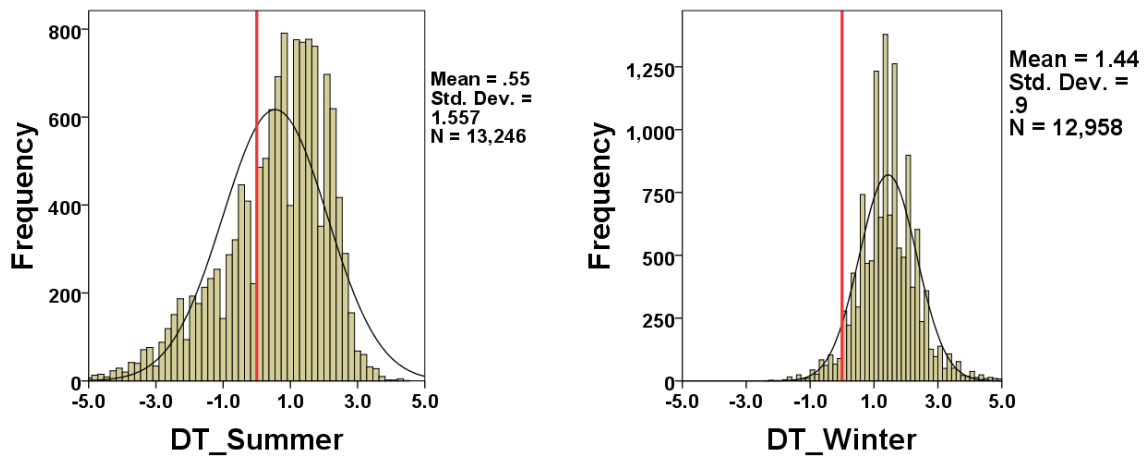 800
600
400
200
0
Frequency
-5.0 -3.0 -1.0 1.0 3.0 5.0
DT_Summer
Mean = .55
Std. Dev. =
1.557
N = 13,246
1,250
1,000
750
500
250
0
Frequency
-5.0 -3.0 -1.0 1.0 3.0 5.0
DT_Winter
Mean = 1.44
Std. Dev. =
.9
N = 12,958